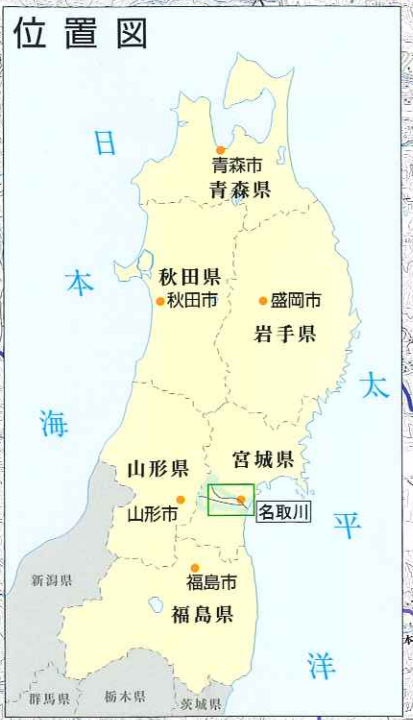 位置図
日本海
青森市
青森県
秋田県
秋田市
盛岡市
岩手県
太平洋
宮城県
山形県
山形市
名取川
新潟県
福島市
福島県
群馬県
栃木県
茨城県
本